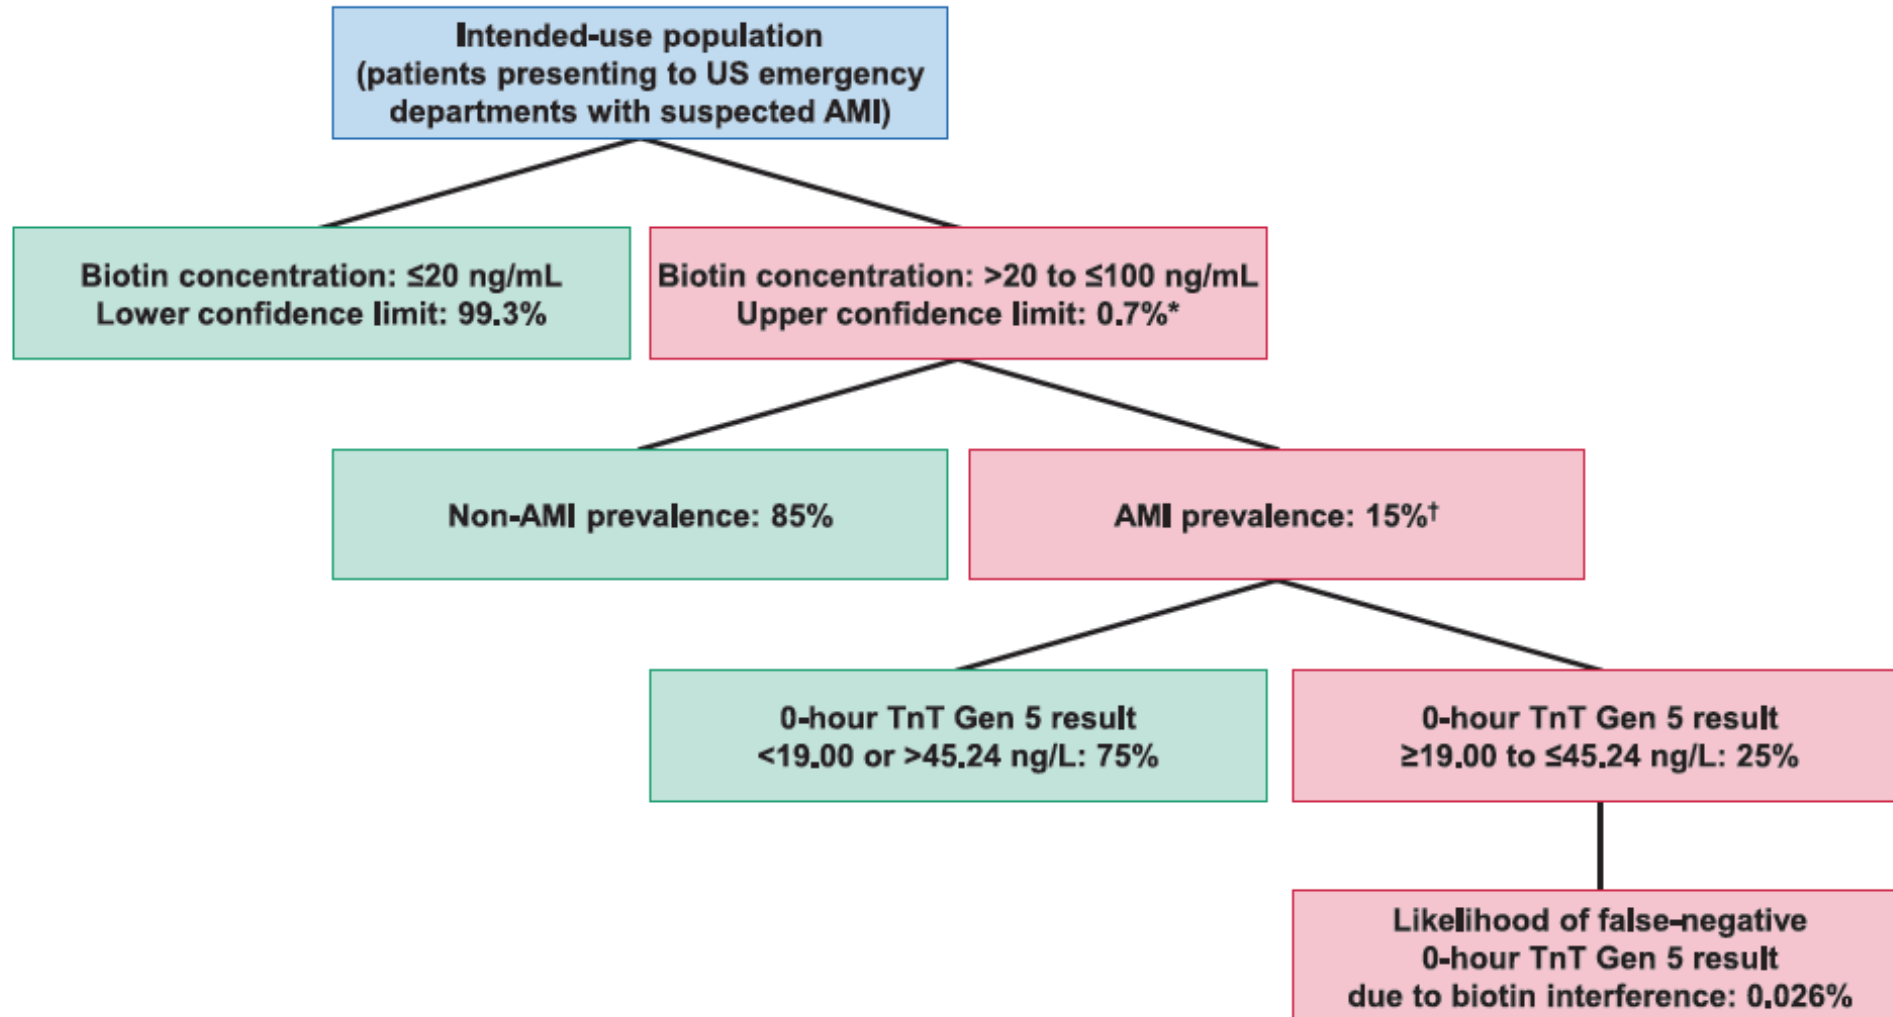 Intended-use population
(patients presenting to US emergency
departments with suspected AMI)
Biotin concentration: ≤20 ng/mL
Lower confidence limit: 99.3%
Biotin concentration: >20 to ≤100 ng/mL
Upper confidence limit: 0.7%*
Non-AMI prevalence: 85%
AMI prevalence: 15%†
0-hour TnT Gen 5 result
<19.00 or >45.24 ng/L: 75%
0-hour TnT Gen 5 result
≥19.00 to ≤45.24 ng/L: 25%
Likelihood of false-negative
0-hour TnT Gen 5 result
due to biotin interference: 0.026%